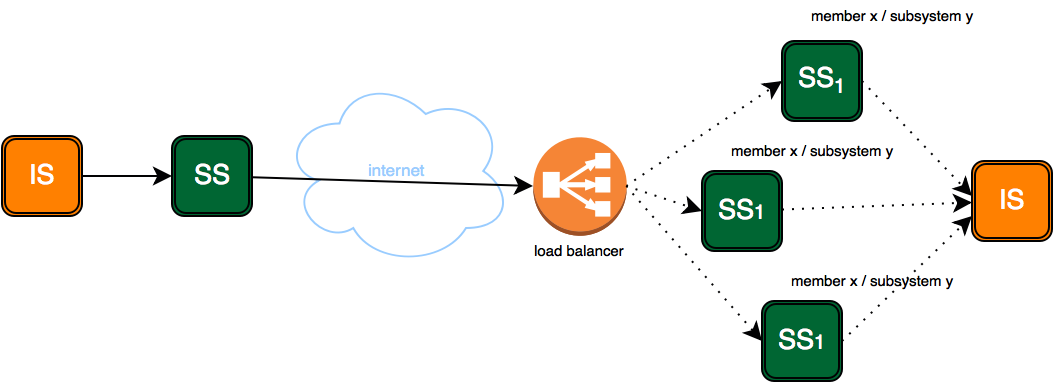 IS
SS
internet
load balancer
member x / subsystem y
SS₁
member x / subsystem y
SS1
member x / subsystem y
SS1
IS